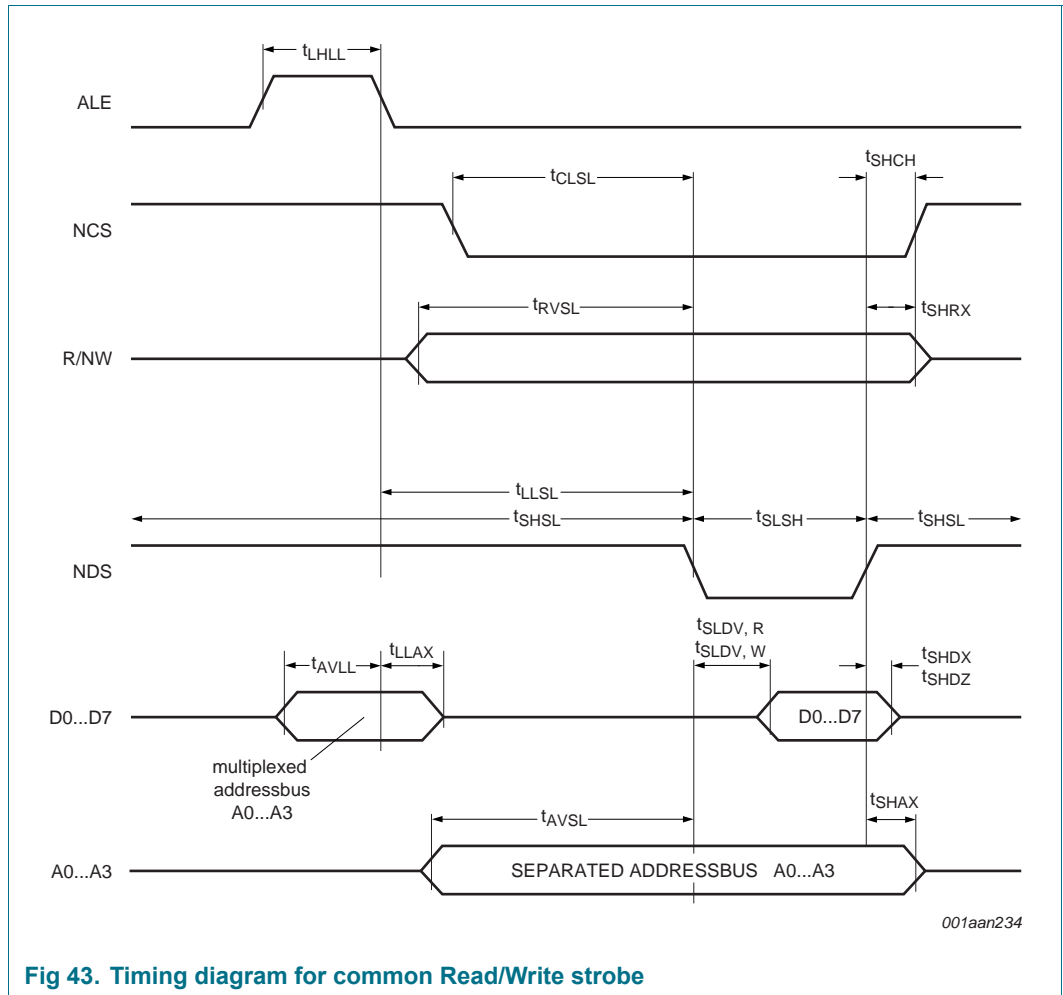 tLHLL
ALE
tSHCH
tCLSL
NCS
tRVSL
tSHRX
R/NW
tLLSL
tSHSL
tSLSH
tSHSL
NDS
tSLDV, R
tSLDV, W
tAVLL
tLLAX
tSHDX
tSHDZ
D0...D7
D0...D7
multiplexed
addressbus
A0...A3
tSHAX
tAVSL
A0...A3
SEPARATED ADDRESSBUS A0...A3
001aan234
Fig 43. Timing diagram for common Read/Write strobe